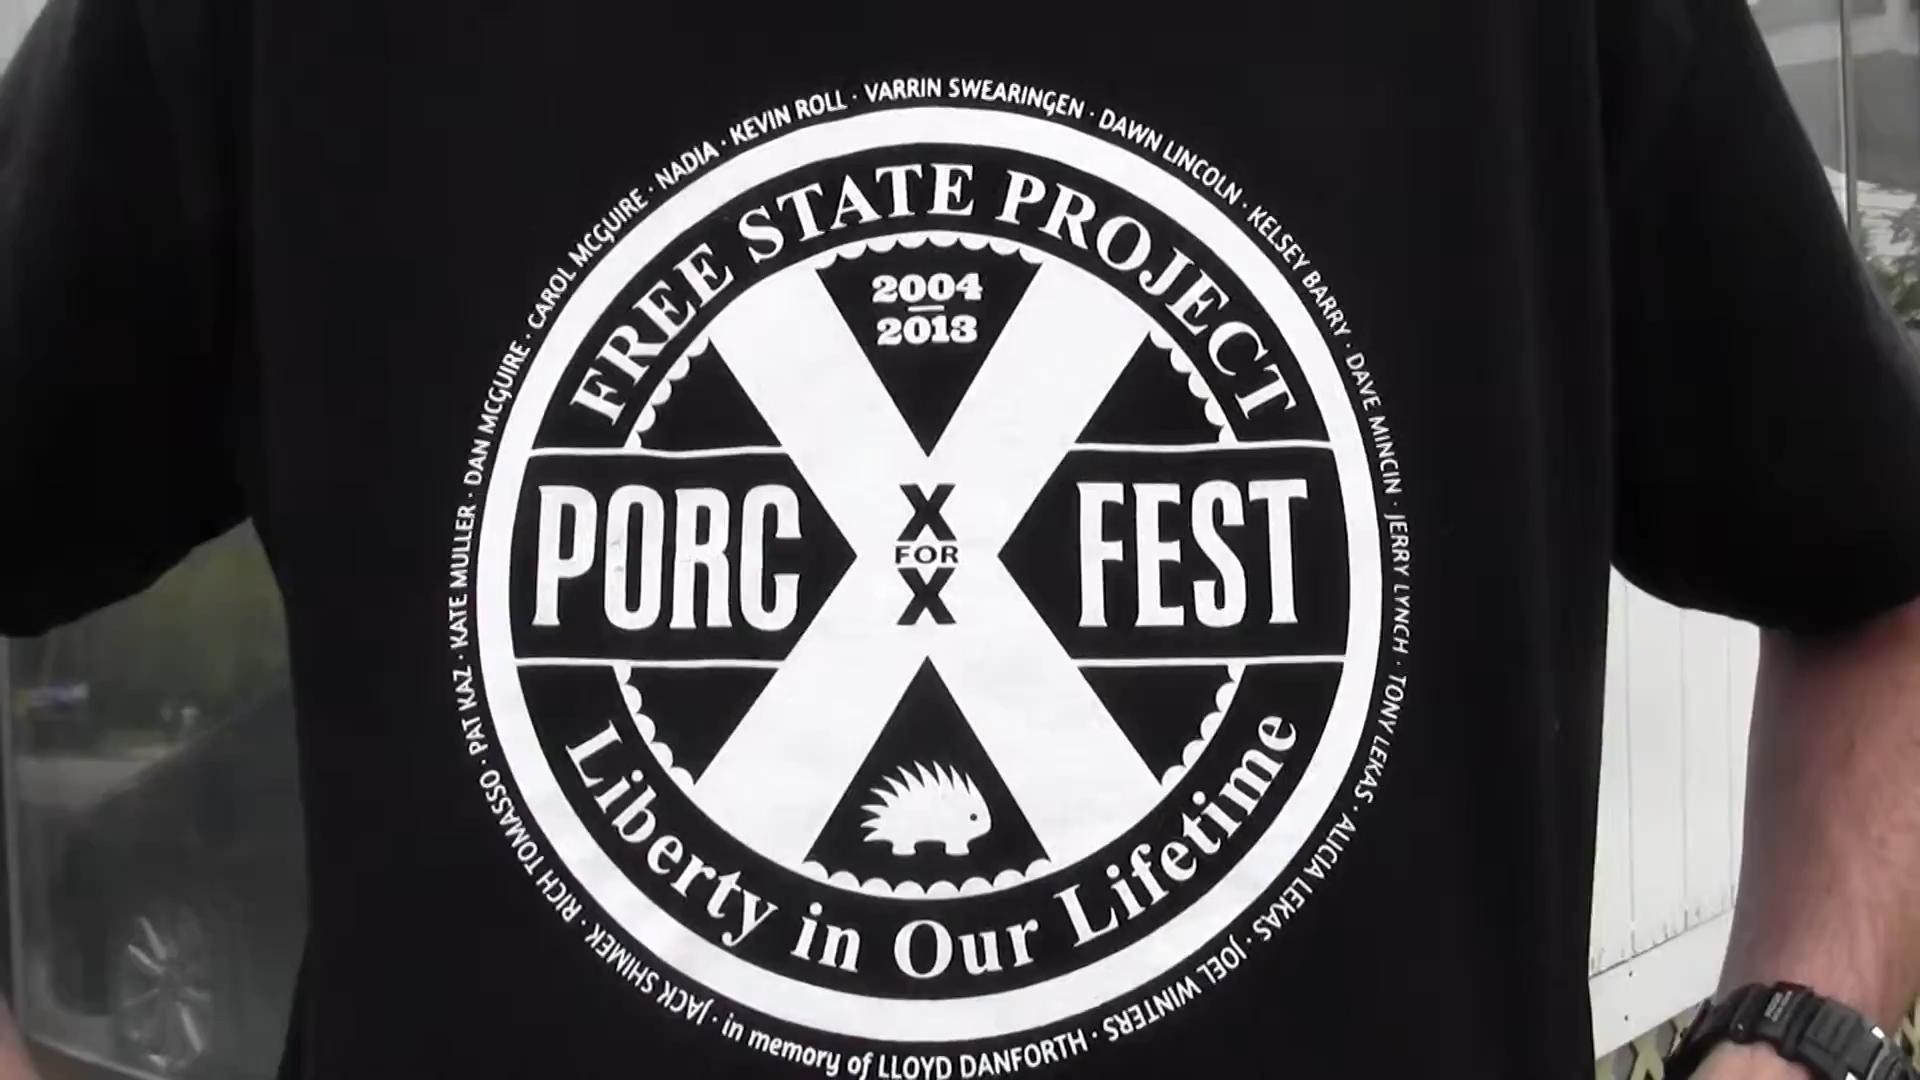 VARRIN SWEARINGEN · DAWN LINCOLN · KELSEY BARRY · DAVE MINCIN · JERRY LYNCH · TONY LEKAS · ALICIA LEKAS · JOEL WINTERS · in memory of LLOYD DANFORTH · JACK SHIMEK · RICH TOMASSO · PAT KAZ · KATE MULLER · DAN MCGUIRE · CAROL MCGUIRE · NADIA · KEVIN ROLL ·
FREE STATE PROJECT
2004
2013
PORC X FEST
X
FOR
X
Liberty in Our Lifetime